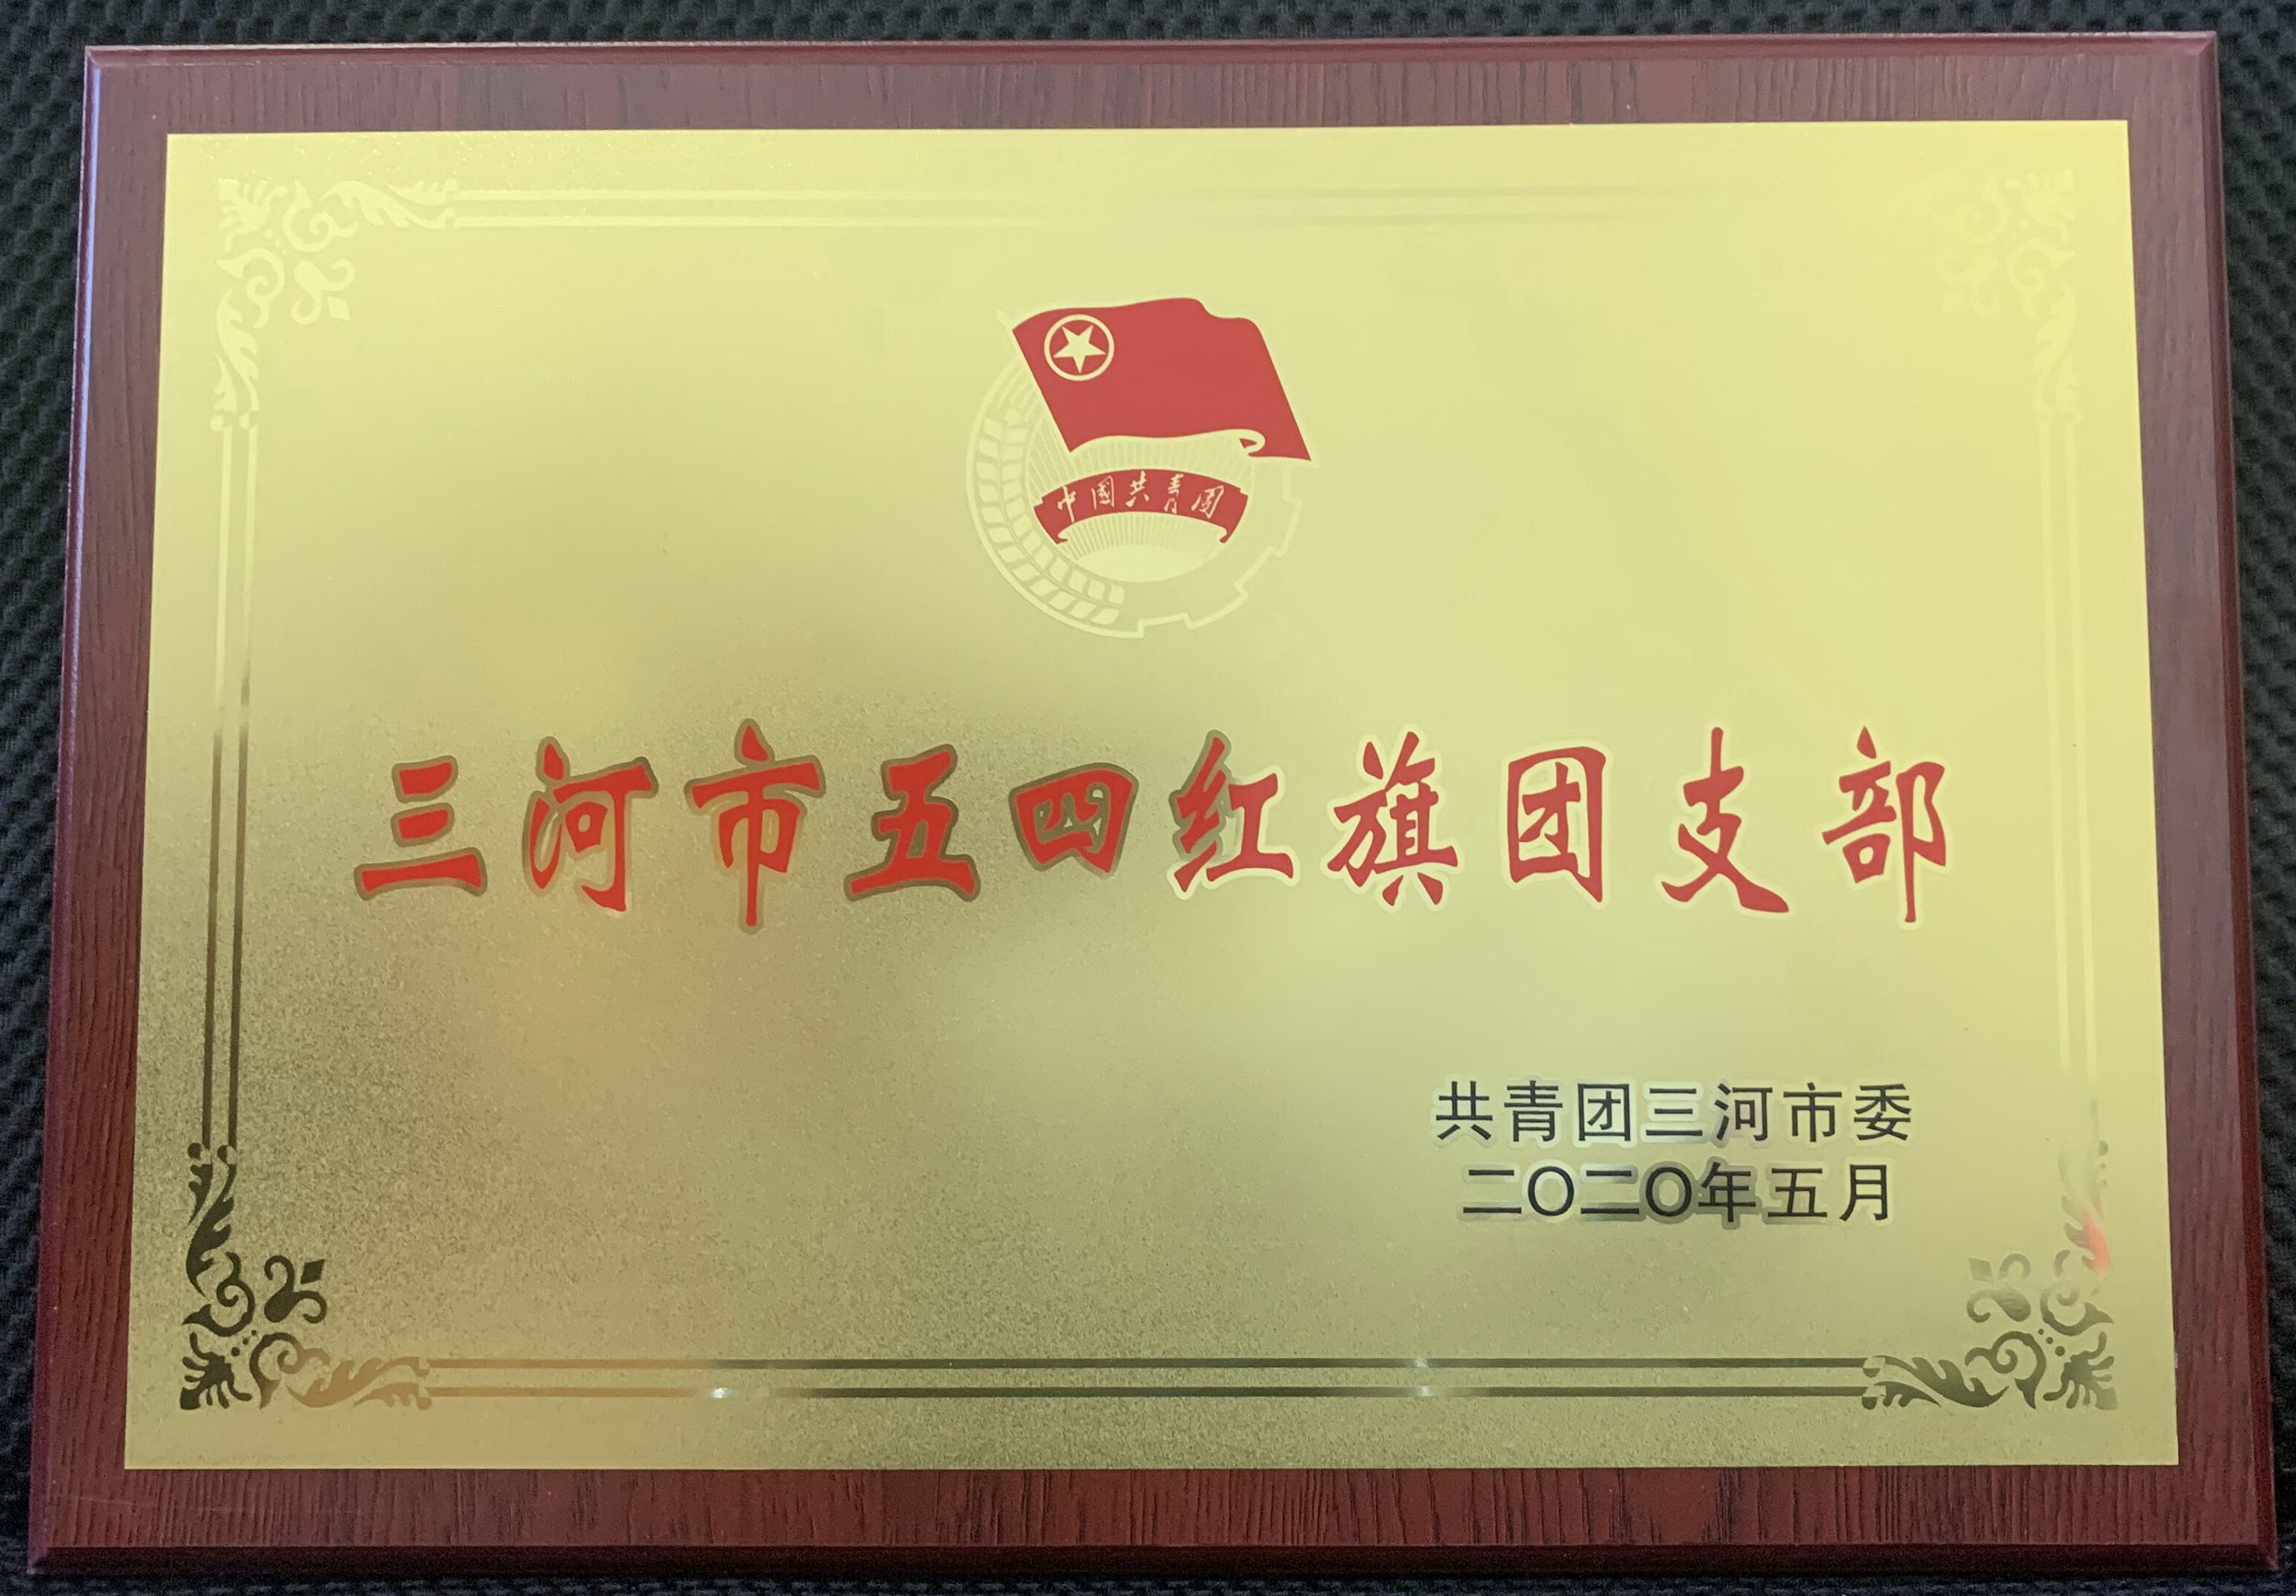 中國共青团
三河市五四红旗团支部
共青团三河市委
二〇二〇年五月